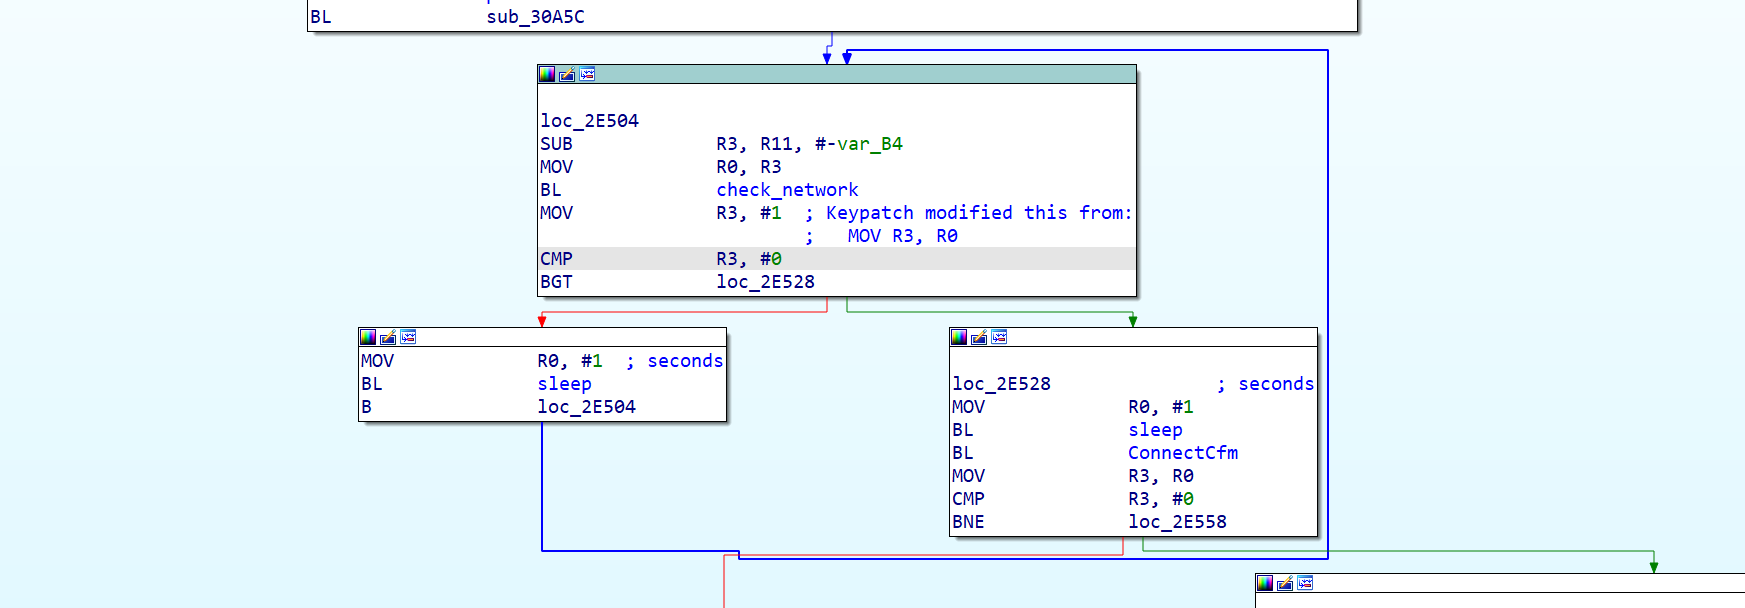 BL sub_30A5C
loc_2E504
SUB R3, R11, #-var_B4
MOV R0, R3
BL check_network
MOV R3, #1 ; Keypatch modified this from:
; MOV R3, R0
CMP R3, #0
BGT loc_2E528
MOV R0, #1 ; seconds
BL sleep
B loc_2E504
loc_2E528 ; seconds
MOV R0, #1
BL sleep
BL ConnectCfm
MOV R3, R0
CMP R3, #0
BNE loc_2E558